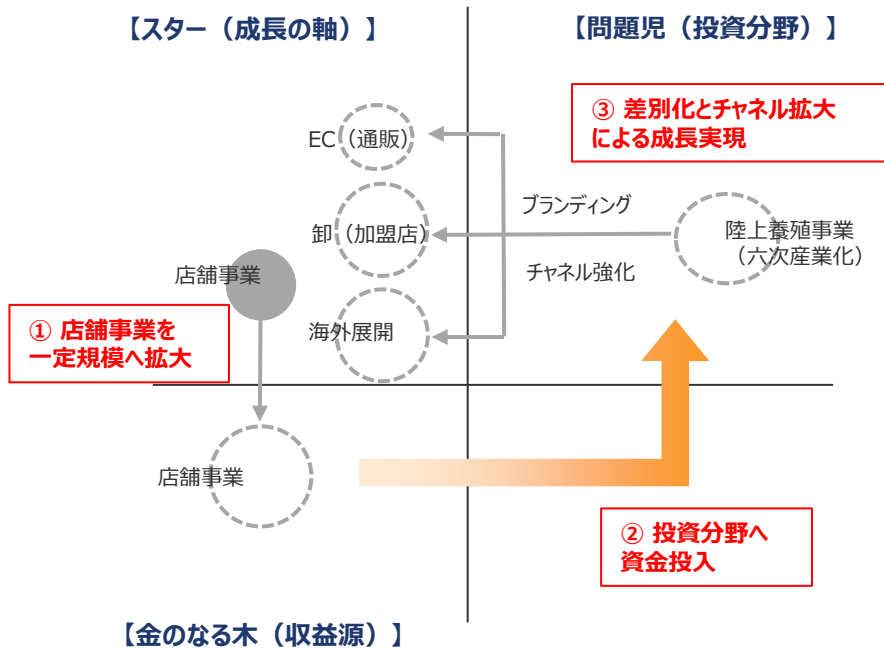 【スター（成長の軸）】
【問題児（投資分野）】
③ 差別化とチャネル拡大
による成長実現
EC（通販）
ブランディング
卸（加盟店）
陸上養殖事業
（六次産業化）
チャネル強化
店舗事業
海外展開
① 店舗事業を
一定規模へ拡大
店舗事業
② 投資分野へ
資金投入
【金のなる木（収益源）】